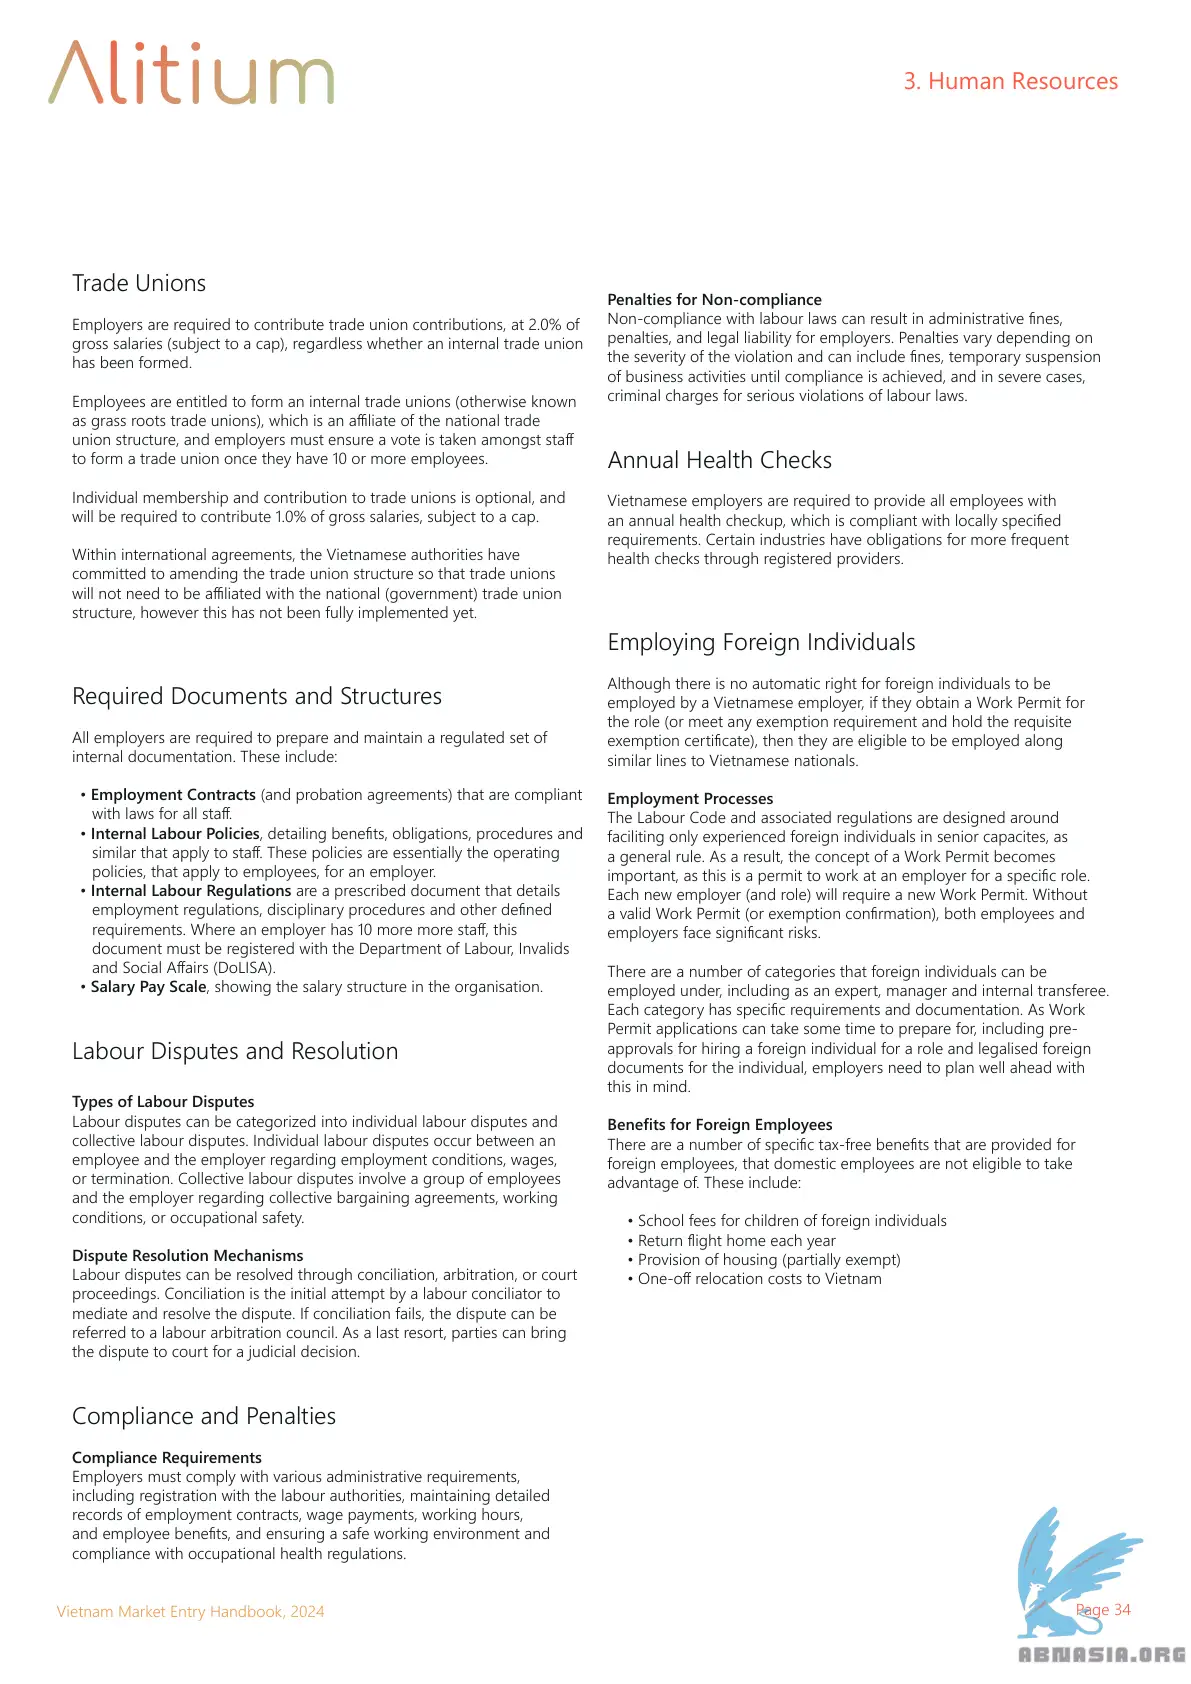 Alitium
3. Human Resources
Trade Unions
Employers are required to contribute trade union contributions, at 2.0% of
gross salaries (subject to a cap), regardless whether an internal trade union
has been formed.
Employees are entitled to form an internal trade unions (otherwise known
as grass roots trade unions), which is an affiliate of the national trade
union structure, and employers must ensure a vote is taken amongst staff
to form a trade union once they have 10 or more employees.
Individual membership and contribution to trade unions is optional, and
will be required to contribute 1.0% of gross salaries, subject to a cap.
Within international agreements, the Vietnamese authorities have
committed to amending the trade union structure so that trade unions
will not need to be affiliated with the national (government) trade union
structure, however this has not been fully implemented yet.
Required Documents and Structures
All employers are required to prepare and maintain a regulated set of
internal documentation. These include:
• Employment Contracts (and probation agreements) that are compliant
with laws for all staff.
• Internal Labour Policies, detailing benefits, obligations, procedures and
similar that apply to staff. These policies are essentially the operating
policies, that apply to employees, for an employer.
• Internal Labour Regulations are a prescribed document that details
employment regulations, disciplinary procedures and other defined
requirements. Where an employer has 10 more more staff, this
document must be registered with the Department of Labour, Invalids
and Social Affairs (DoLISA).
• Salary Pay Scale, showing the salary structure in the organisation.
Labour Disputes and Resolution
Types of Labour Disputes
Labour disputes can be categorized into individual labour disputes and
collective labour disputes. Individual labour disputes occur between an
employee and the employer regarding employment conditions, wages,
or termination. Collective labour disputes involve a group of employees
and the employer regarding collective bargaining agreements, working
conditions, or occupational safety.
Dispute Resolution Mechanisms
Labour disputes can be resolved through conciliation, arbitration, or court
proceedings. Conciliation is the initial attempt by a labour conciliator to
mediate and resolve the dispute. If conciliation fails, the dispute can be
referred to a labour arbitration council. As a last resort, parties can bring
the dispute to court for a judicial decision.
Compliance and Penalties
Compliance Requirements
Employers must comply with various administrative requirements,
including registration with the labour authorities, maintaining detailed
records of employment contracts, wage payments, working hours,
and employee benefits, and ensuring a safe working environment and
compliance with occupational health regulations.
Penalties for Non-compliance
Non-compliance with labour laws can result in administrative fines,
penalties, and legal liability for employers. Penalties vary depending on
the severity of the violation and can include fines, temporary suspension
of business activities until compliance is achieved, and in severe cases,
criminal charges for serious violations of labour laws.
Annual Health Checks
Vietnamese employers are required to provide all employees with
an annual health checkup, which is compliant with locally specified
requirements. Certain industries have obligations for more frequent
health checks through registered providers.
Employing Foreign Individuals
Although there is no automatic right for foreign individuals to be
employed by a Vietnamese employer, if they obtain a Work Permit for
the role (or meet any exemption requirement and hold the requisite
exemption certificate), then they are eligible to be employed along
similar lines to Vietnamese nationals.
Employment Processes
The Labour Code and associated regulations are designed around
faciliting only experienced foreign individuals in senior capacites, as
a general rule. As a result, the concept of a Work Permit becomes
important, as this is a permit to work at an employer for a specific role.
Each new employer (and role) will require a new Work Permit. Without
a valid Work Permit (or exemption confirmation), both employees and
employers face significant risks.
There are a number of categories that foreign individuals can be
employed under, including as an expert, manager and internal transferee.
Each category has specific requirements and documentation. As Work
Permit applications can take some time to prepare for, including pre-
approvals for hiring a foreign individual for a role and legalised foreign
documents for the individual, employers need to plan well ahead with
this in mind.
Benefits for Foreign Employees
There are a number of specific tax-free benefits that are provided for
foreign employees, that domestic employees are not eligible to take
advantage of. These include:
• School fees for children of foreign individuals
• Return flight home each year
• Provision of housing (partially exempt)
• One-off relocation costs to Vietnam
Vietnam Market Entry Handbook, 2024
Page 34
ABNASIA.ORG